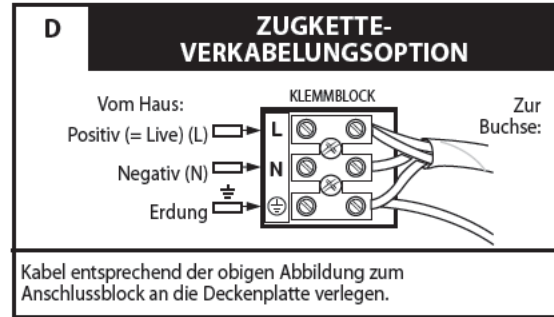 D
ZUGKETTE-
VERKABELUNGSOPTION
KLEMMBLOCK
Vom Haus:
Positiv (= Live) (L)
Negativ (N)
Erdung
L
N
Zur
Buchse:
Kabel entsprechend der obigen Abbildung zum
Anschlussblock an die Deckenplatte verlegen.